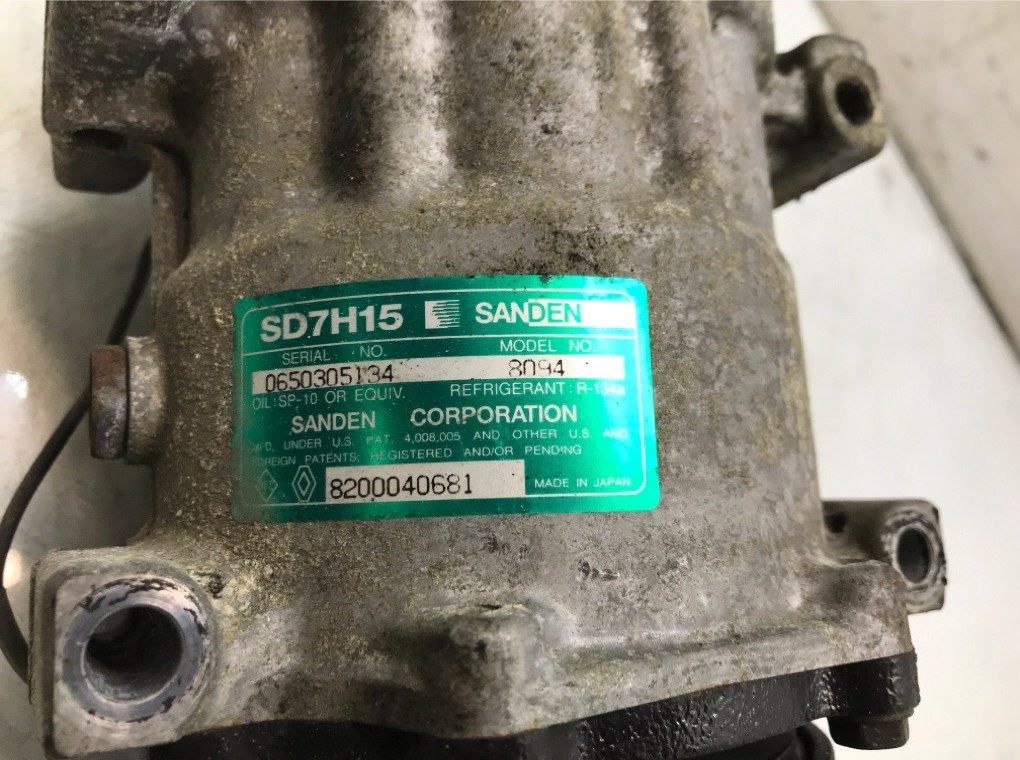 SD7H15 SANDEN
SERIAL NO. MODEL NO.
0650305134 8094
OIL: SP-10 OR EQUIV. REFRIGERANT: R-134a
SANDEN CORPORATION
MFD. UNDER U.S. PAT. 4,008,005 AND OTHER U.S. AND
FOREIGN PATENTS; REGISTERED AND/OR PENDING
8200040681 MADE IN JAPAN